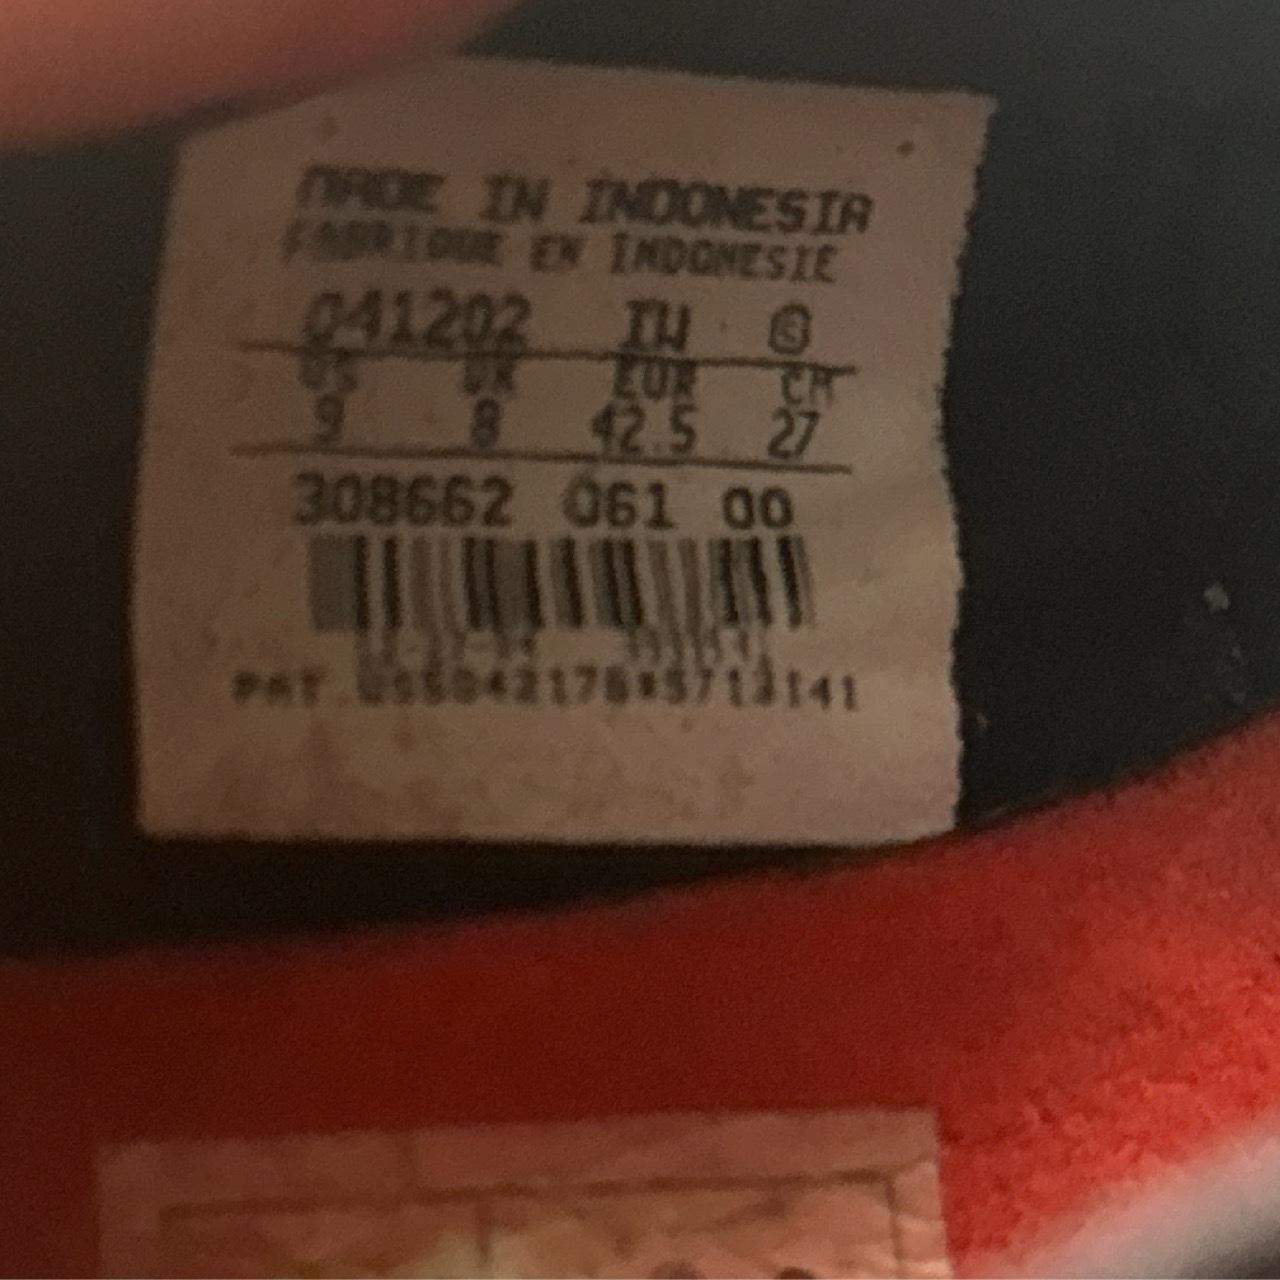 MADE IN INDONESIA
FABRIQUE EN INDONESIE
041202 IW Ⓢ
US UK EUR CM
9 8 42.5 27
308662 061 00
PAT.